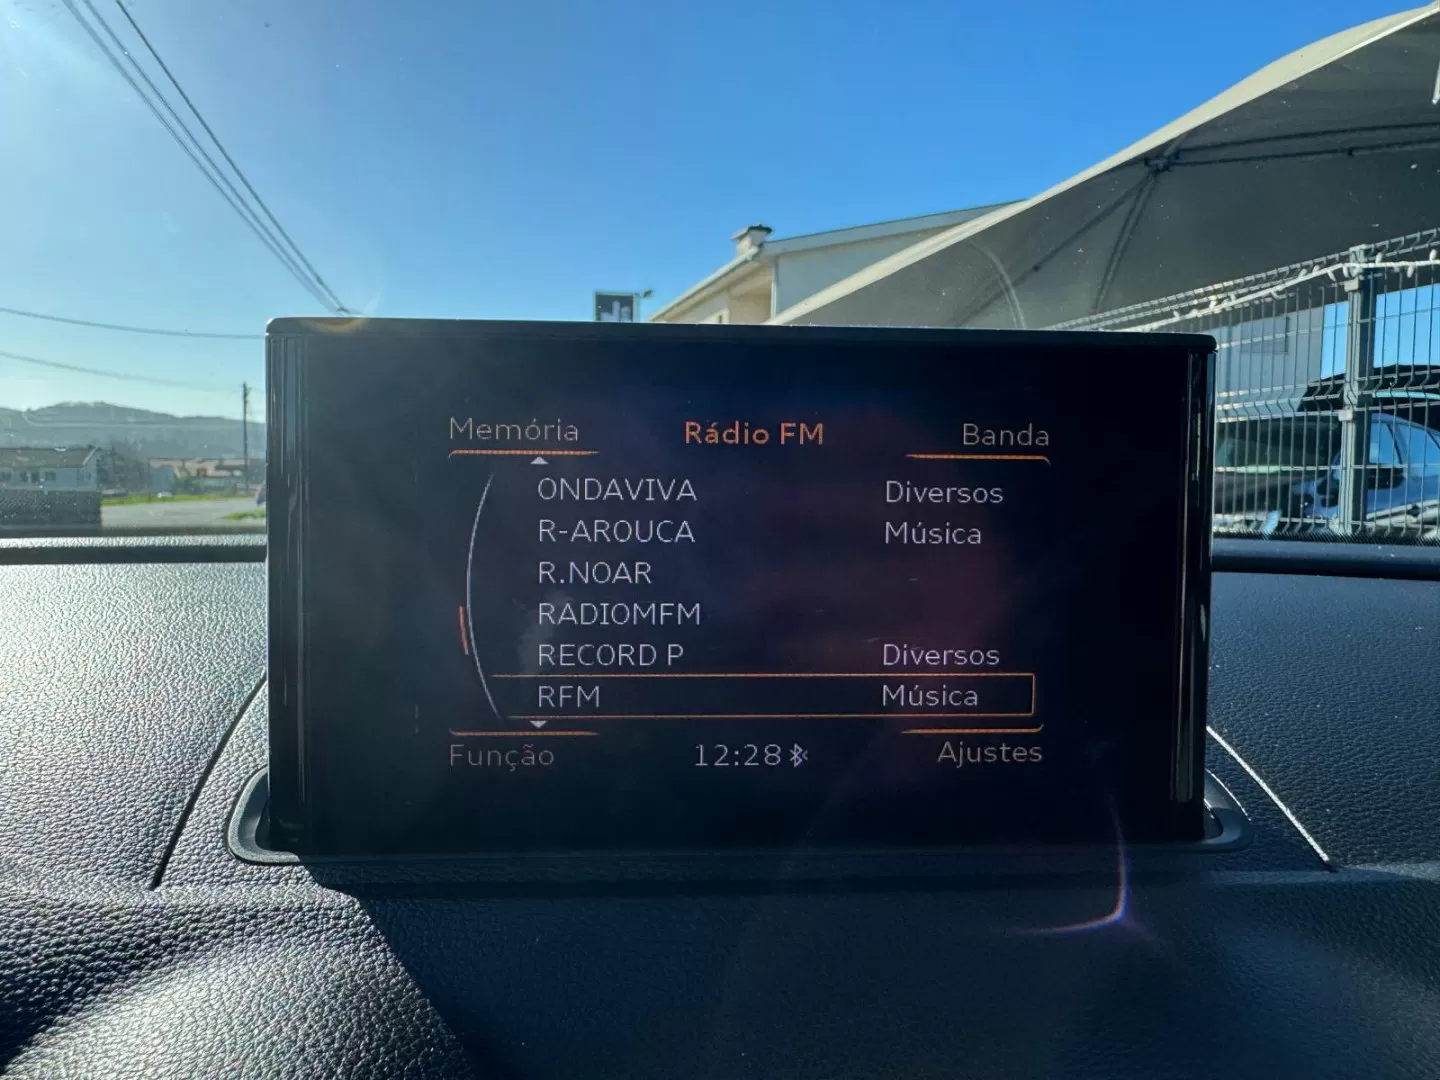 Memória Rádio FM Banda
ONDAVIVA Diversos
R-AROUCA Música
R.NOAR
RADIOMFM
RECORD P Diversos
RFM Música
Função 12:28 Ajustes